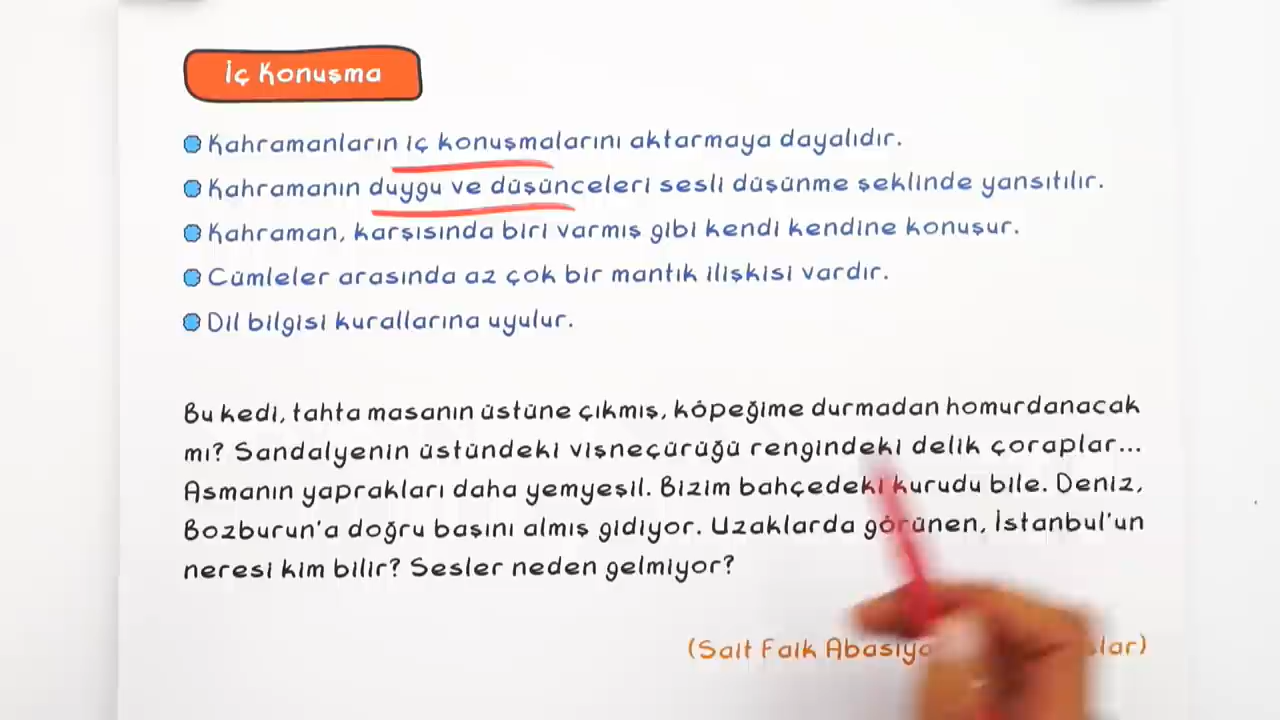 İç Konuşma
Kahramanların iç konuşmalarını aktarmaya dayalıdır.
Kahramanın duygu ve düşünceleri sesli düşünme şeklinde yansıtılır.
Kahraman, karşısında biri varmış gibi kendi kendine konuşur.
Cümleler arasında az çok bir mantık ilişkisi vardır.
Dil bilgisi kurallarına uyulur.
Bu kedi, tahta masanın üstüne çıkmış, köpeğime durmadan homurdanacak
mı? Sandalyenin üstündeki vişneçürüğü rengindeki delik çoraplar...
Asmanın yaprakları daha yemyeşil. Bizim bahçedeki kurudu bile. Deniz,
Bozburun'a doğru başını almış gidiyor. Uzaklarda görünen, İstanbul'un
neresi kim bilir? Sesler neden gelmiyor?
(Sait Faik